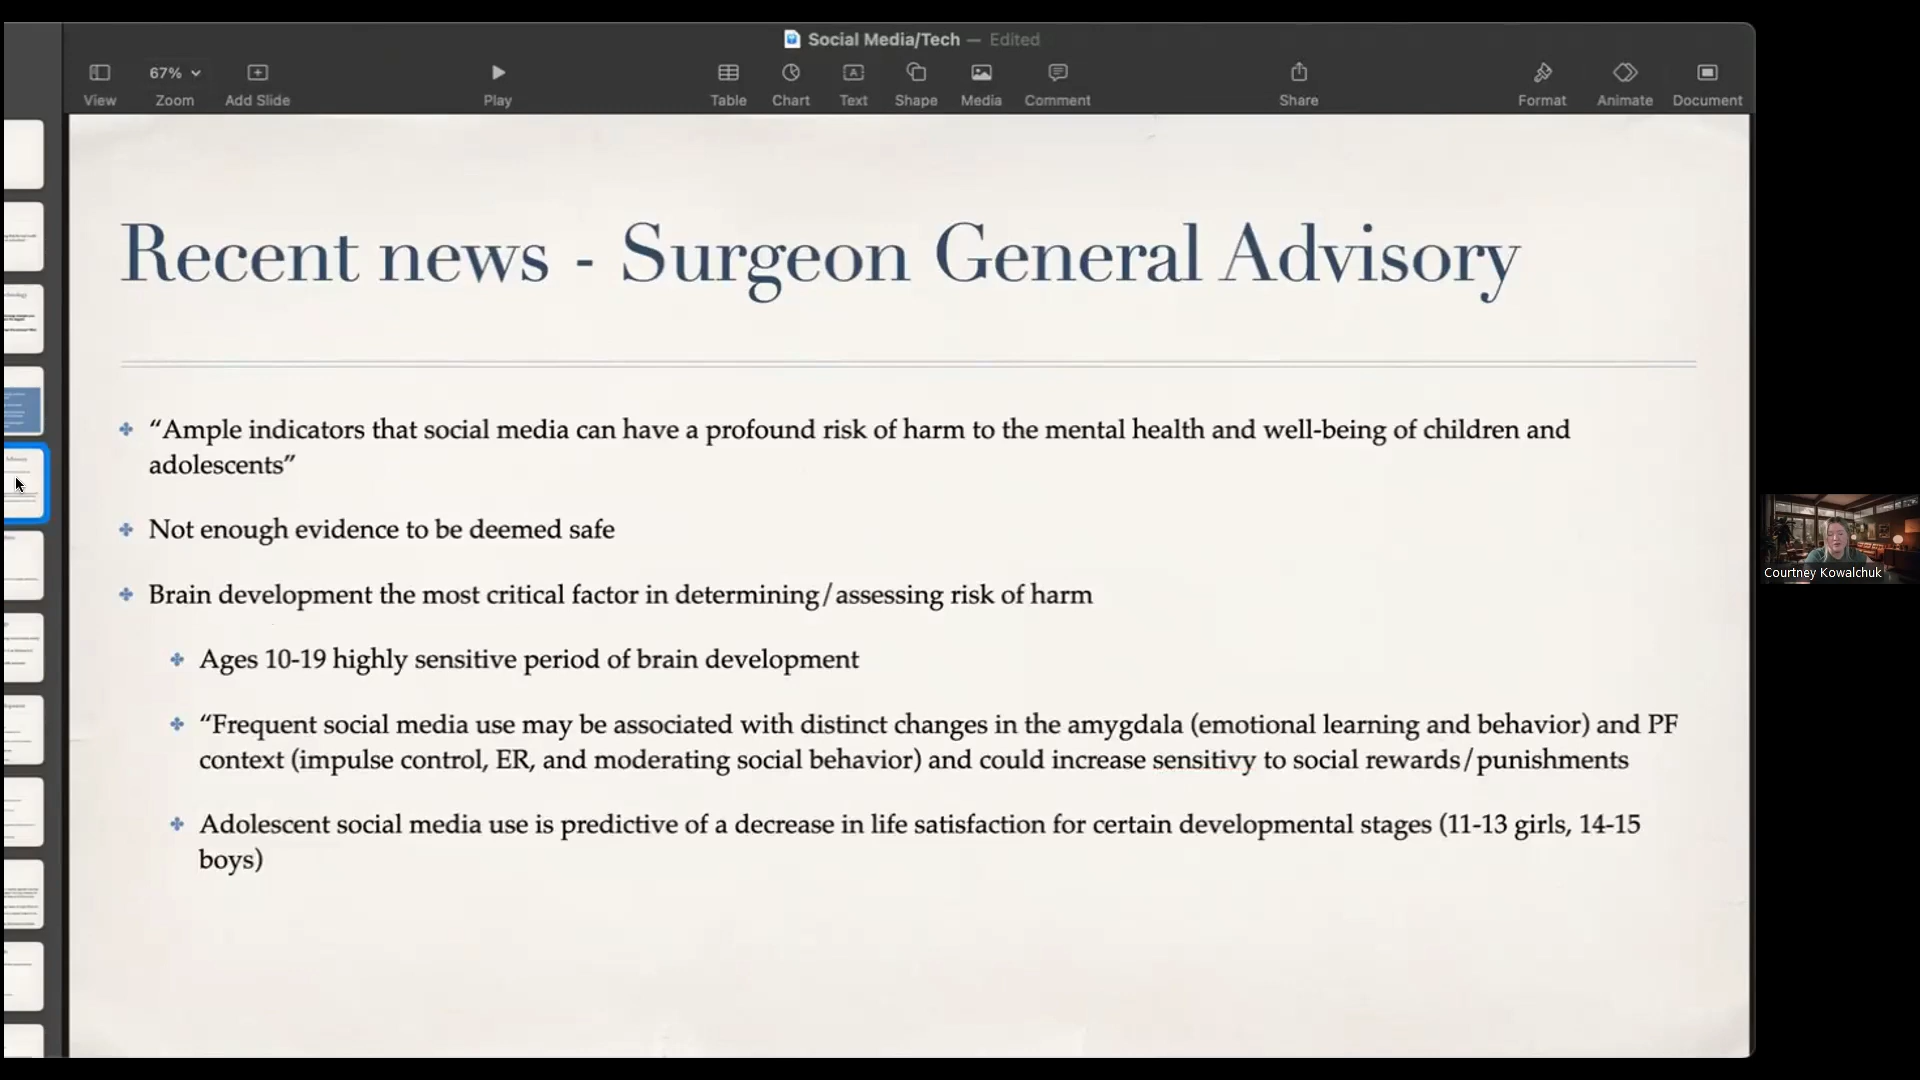 Social Media/Tech — Edited
67%
View Zoom Add Slide Play Table Chart Text Shape Media Comment Share Format Animate Document
Recent news - Surgeon General Advisory
“Ample indicators that social media can have a profound risk of harm to the mental health and well-being of children and
adolescents”
Not enough evidence to be deemed safe
Brain development the most critical factor in determining/assessing risk of harm
Ages 10-19 highly sensitive period of brain development
“Frequent social media use may be associated with distinct changes in the amygdala (emotional learning and behavior) and PF
context (impulse control, ER, and moderating social behavior) and could increase sensitivy to social rewards/punishments
Adolescent social media use is predictive of a decrease in life satisfaction for certain developmental stages (11-13 girls, 14-15
boys)
Courtney Kowalchuk